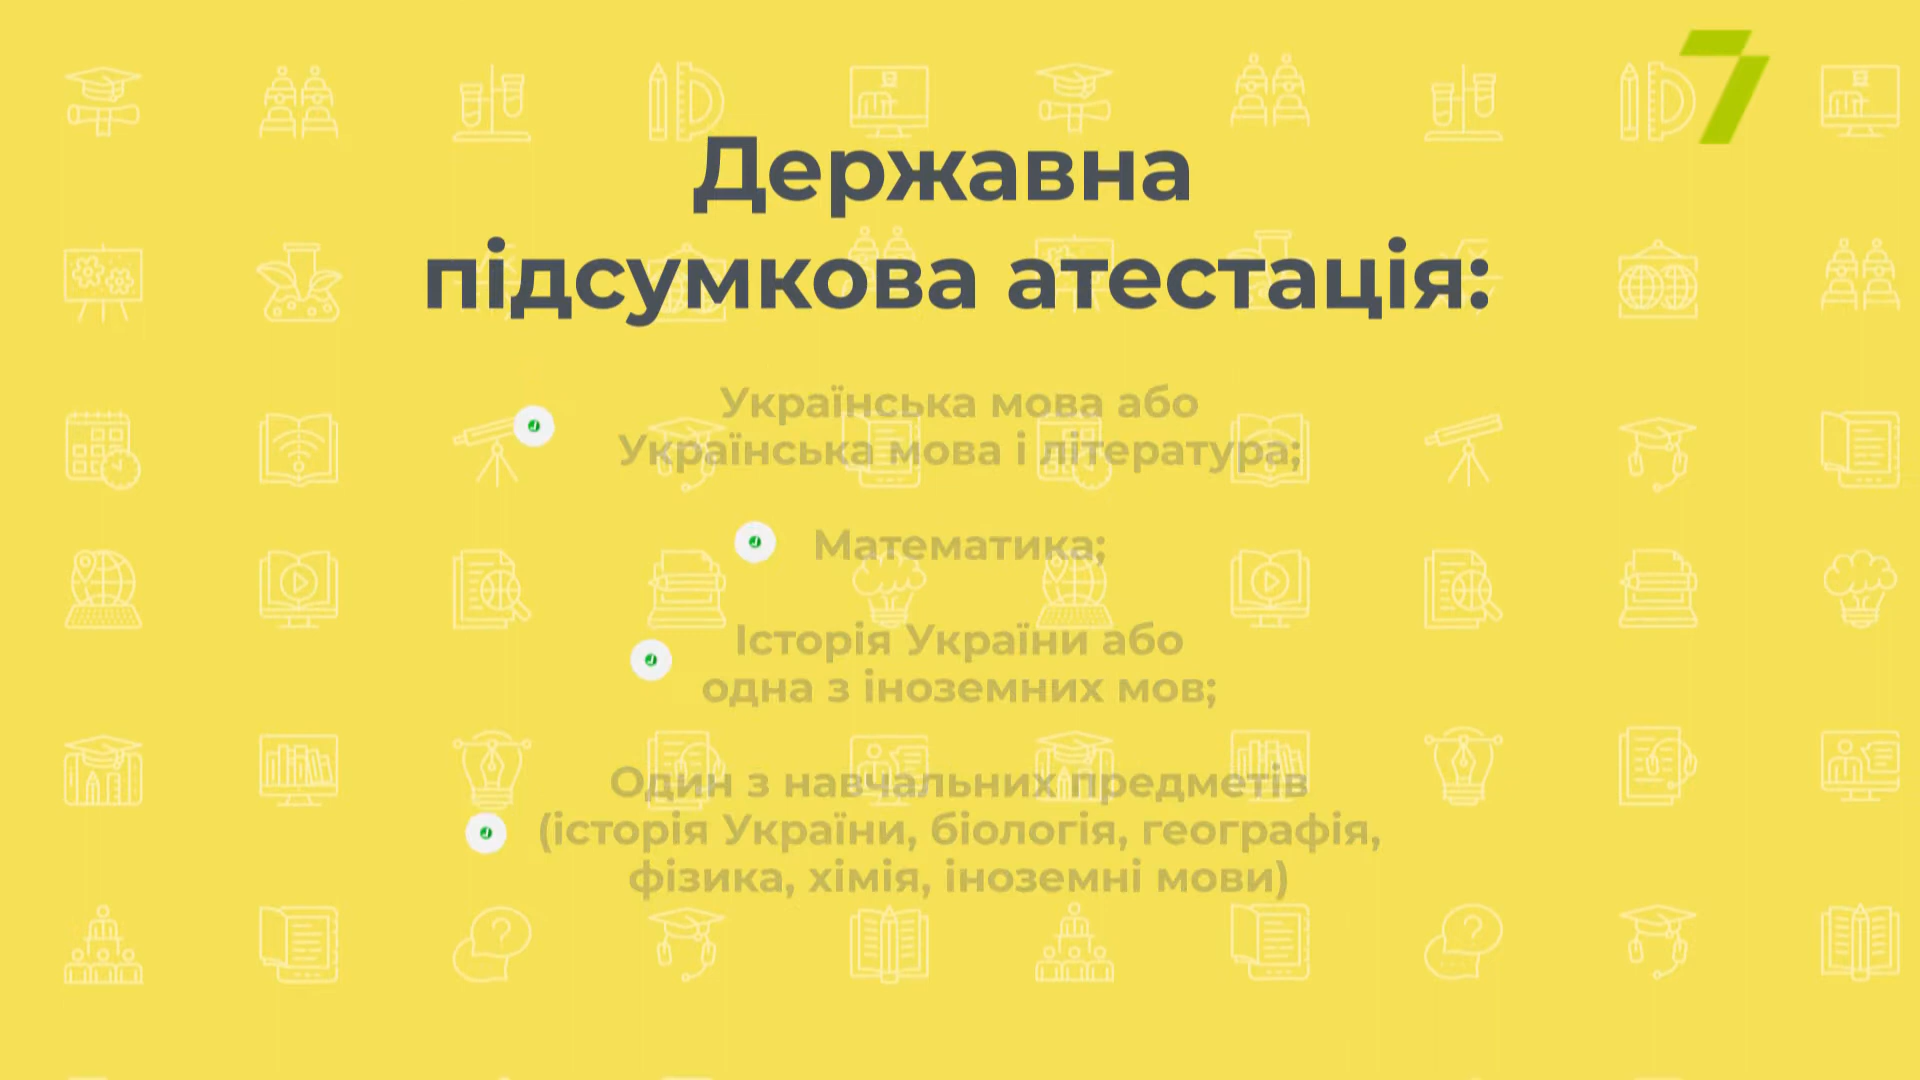 7
Державна
підсумкова атестація:
Українська мова або
Українська мова і література;
Математика;
Історія України або
одна з іноземних мов;
Один з навчальних предметів
(історія України, біологія, географія,
фізика, хімія, іноземні мови)